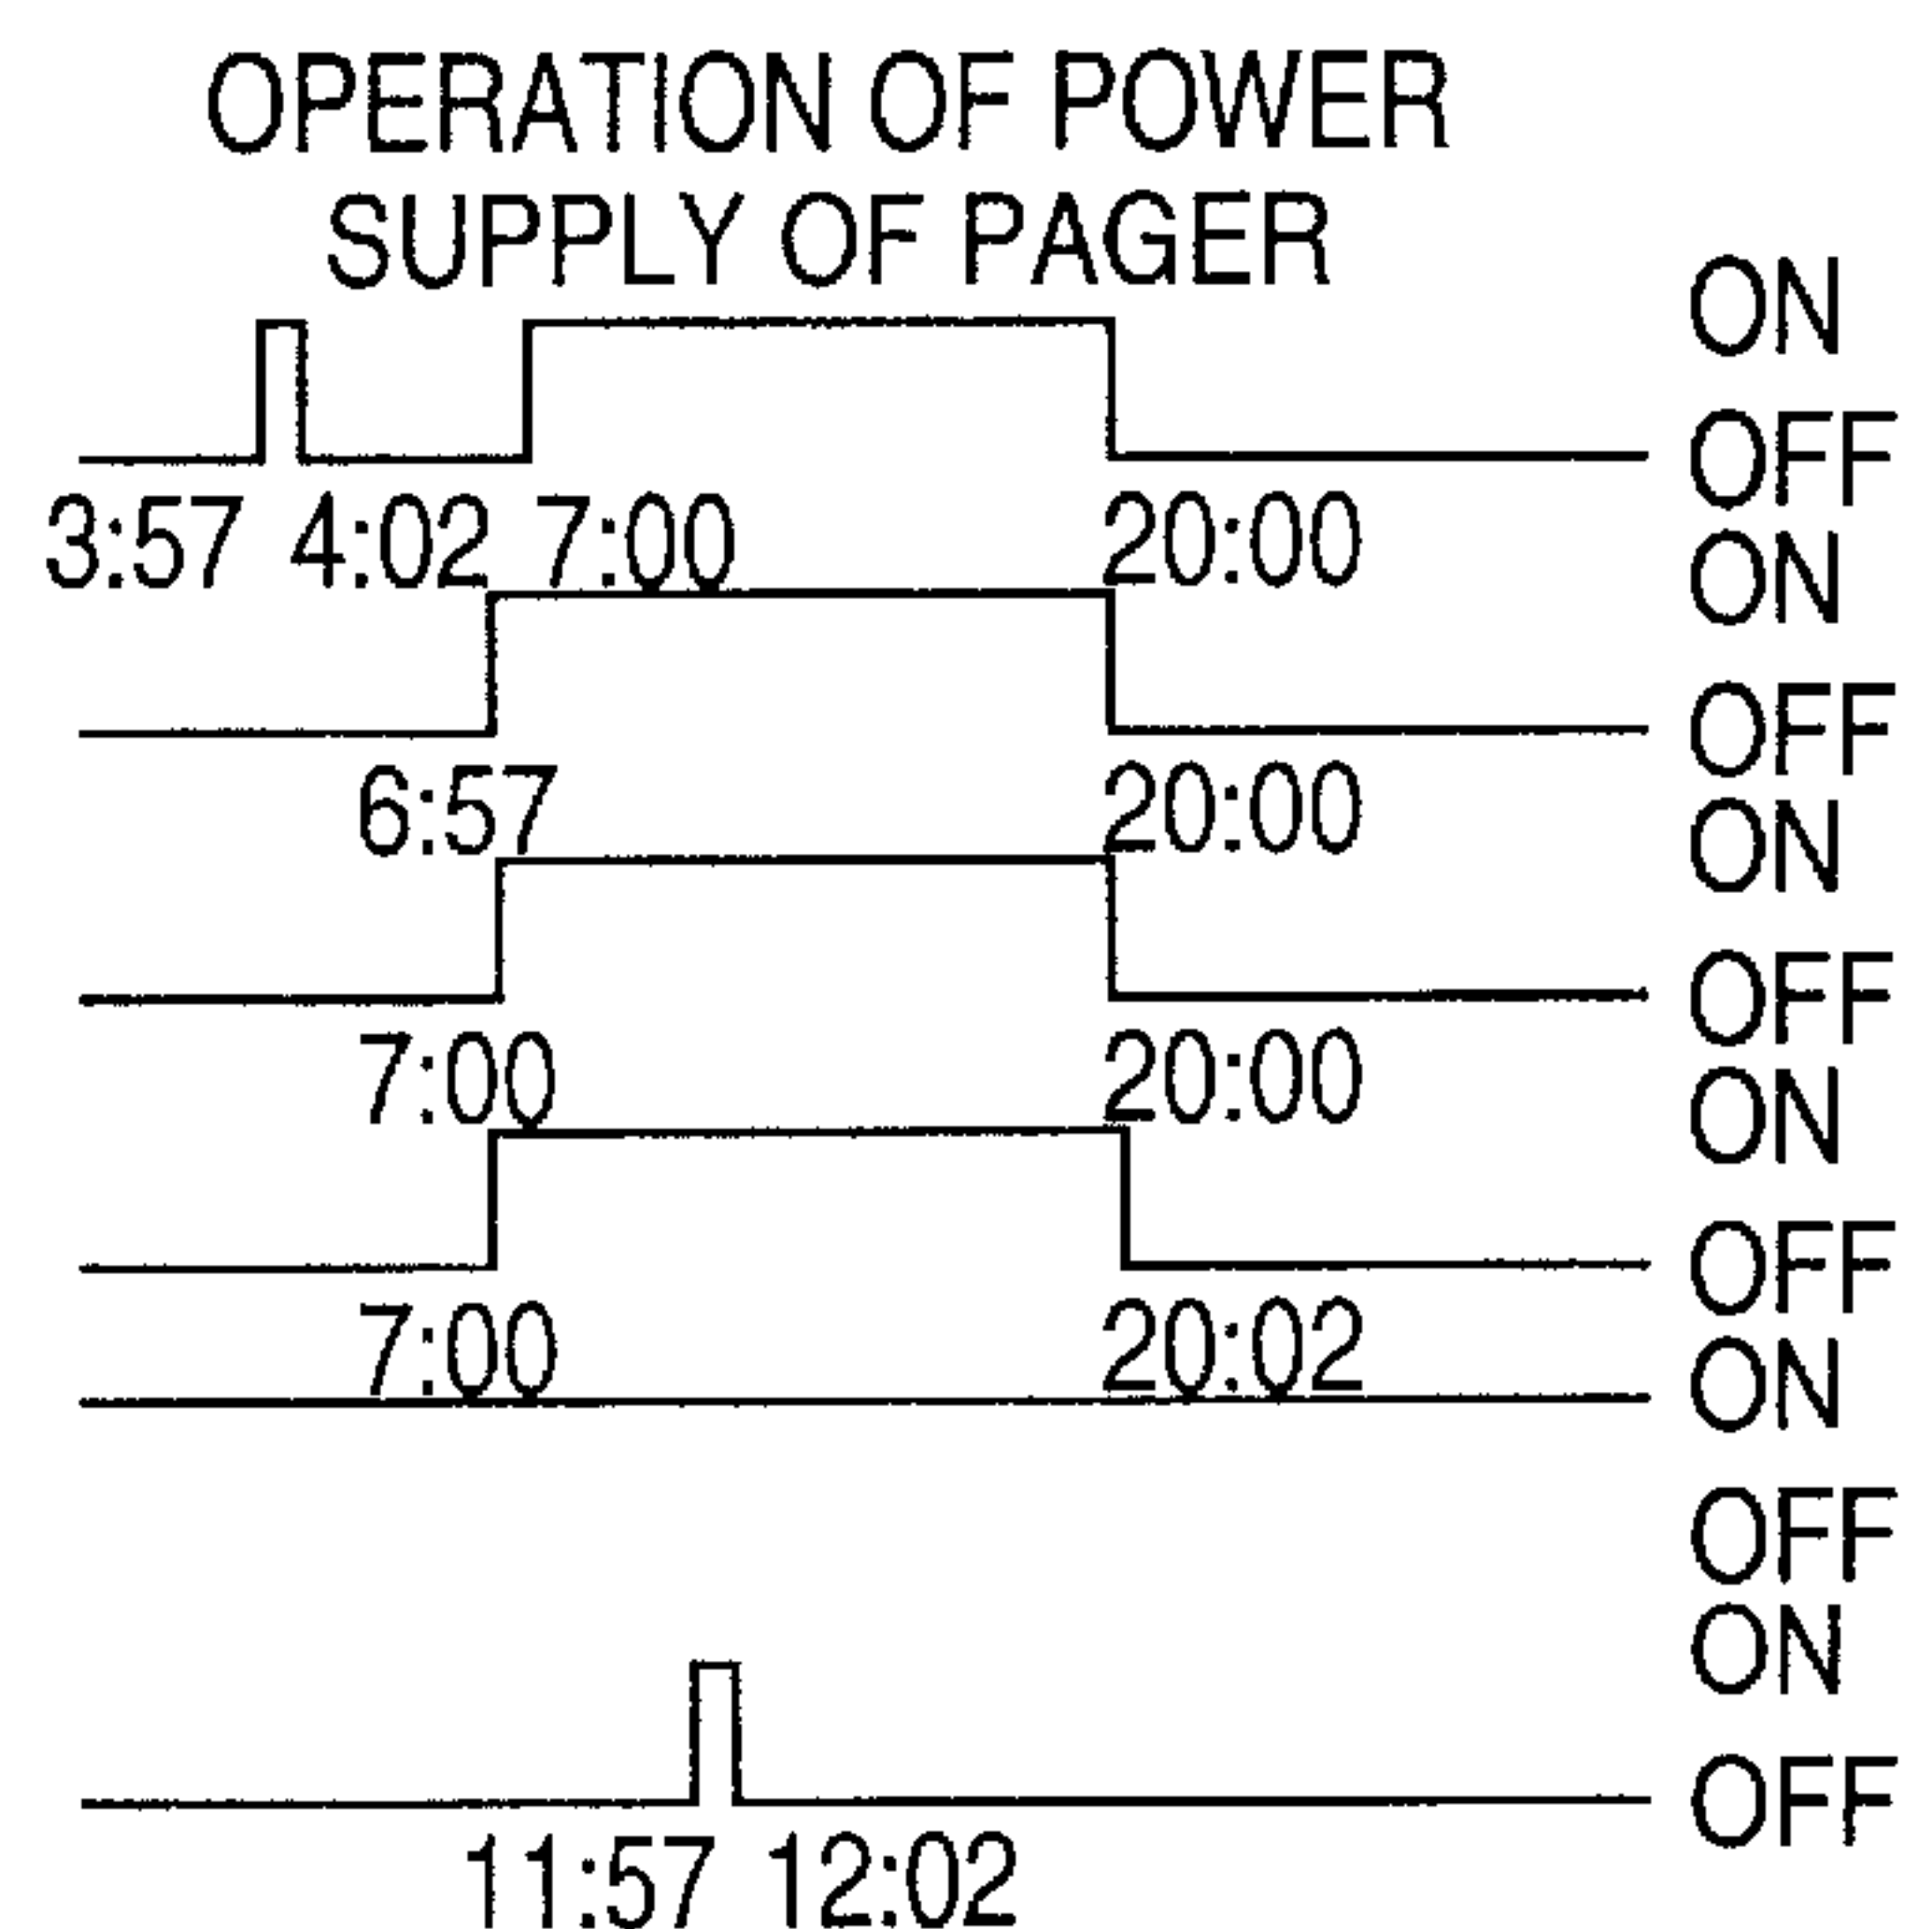 OPERATION OF POWER
SUPPLY OF PAGER
ON
OFF
3:57 4:02 7:00 20:00
ON
OFF
6:57 20:00
ON
OFF
7:00 20:00
ON
OFF
7:00 20:02
ON
OFF
ON
OFF
11:57 12:02